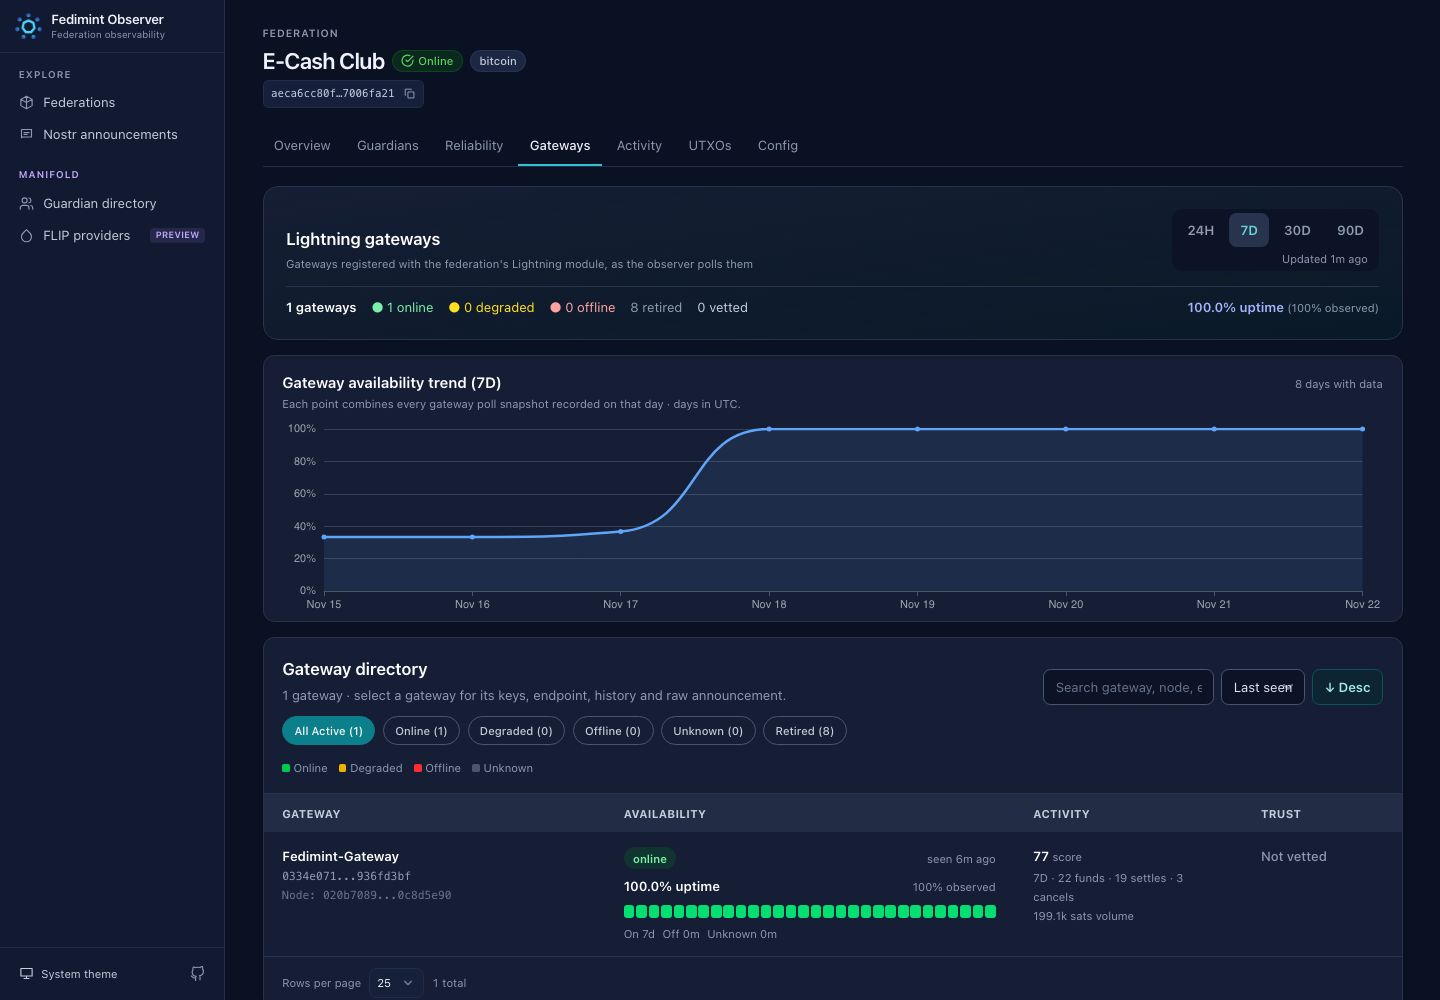 Fedimint Observer
Federation observability
EXPLORE
Federations
Nostr announcements
MANIFOLD
Guardian directory
FLIP providers PREVIEW
System theme
FEDERATION
E-Cash Club Online bitcoin
aeca6cc80f…7006fa21
Overview Guardians Reliability Gateways Activity UTXOs Config
24H 7D 30D 90D
Lightning gateways
Gateways registered with the federation's Lightning module, as the observer polls them
Updated 1m ago
1 gateways 1 online 0 degraded 0 offline 8 retired 0 vetted 100.0% uptime (100% observed)
Gateway availability trend (7D)
8 days with data
Each point combines every gateway poll snapshot recorded on that day · days in UTC.
100%
80%
60%
40%
20%
0%
Nov 15 Nov 16 Nov 17 Nov 18 Nov 19 Nov 20 Nov 21 Nov 22
Gateway directory
1 gateway · select a gateway for its keys, endpoint, history and raw announcement.
Search gateway, node, e Last seen ↓ Desc
All Active (1) Online (1) Degraded (0) Offline (0) Unknown (0) Retired (8)
Online Degraded Offline Unknown
GATEWAY AVAILABILITY ACTIVITY TRUST
Fedimint-Gateway
0334e071...936fd3bf
Node: 020b7089...0c8d5e90
online seen 6m ago
100.0% uptime 100% observed
On 7d Off 0m Unknown 0m
77 score
7D · 22 funds · 19 settles · 3
cancels
199.1k sats volume
Not vetted
Rows per page 25 1 total